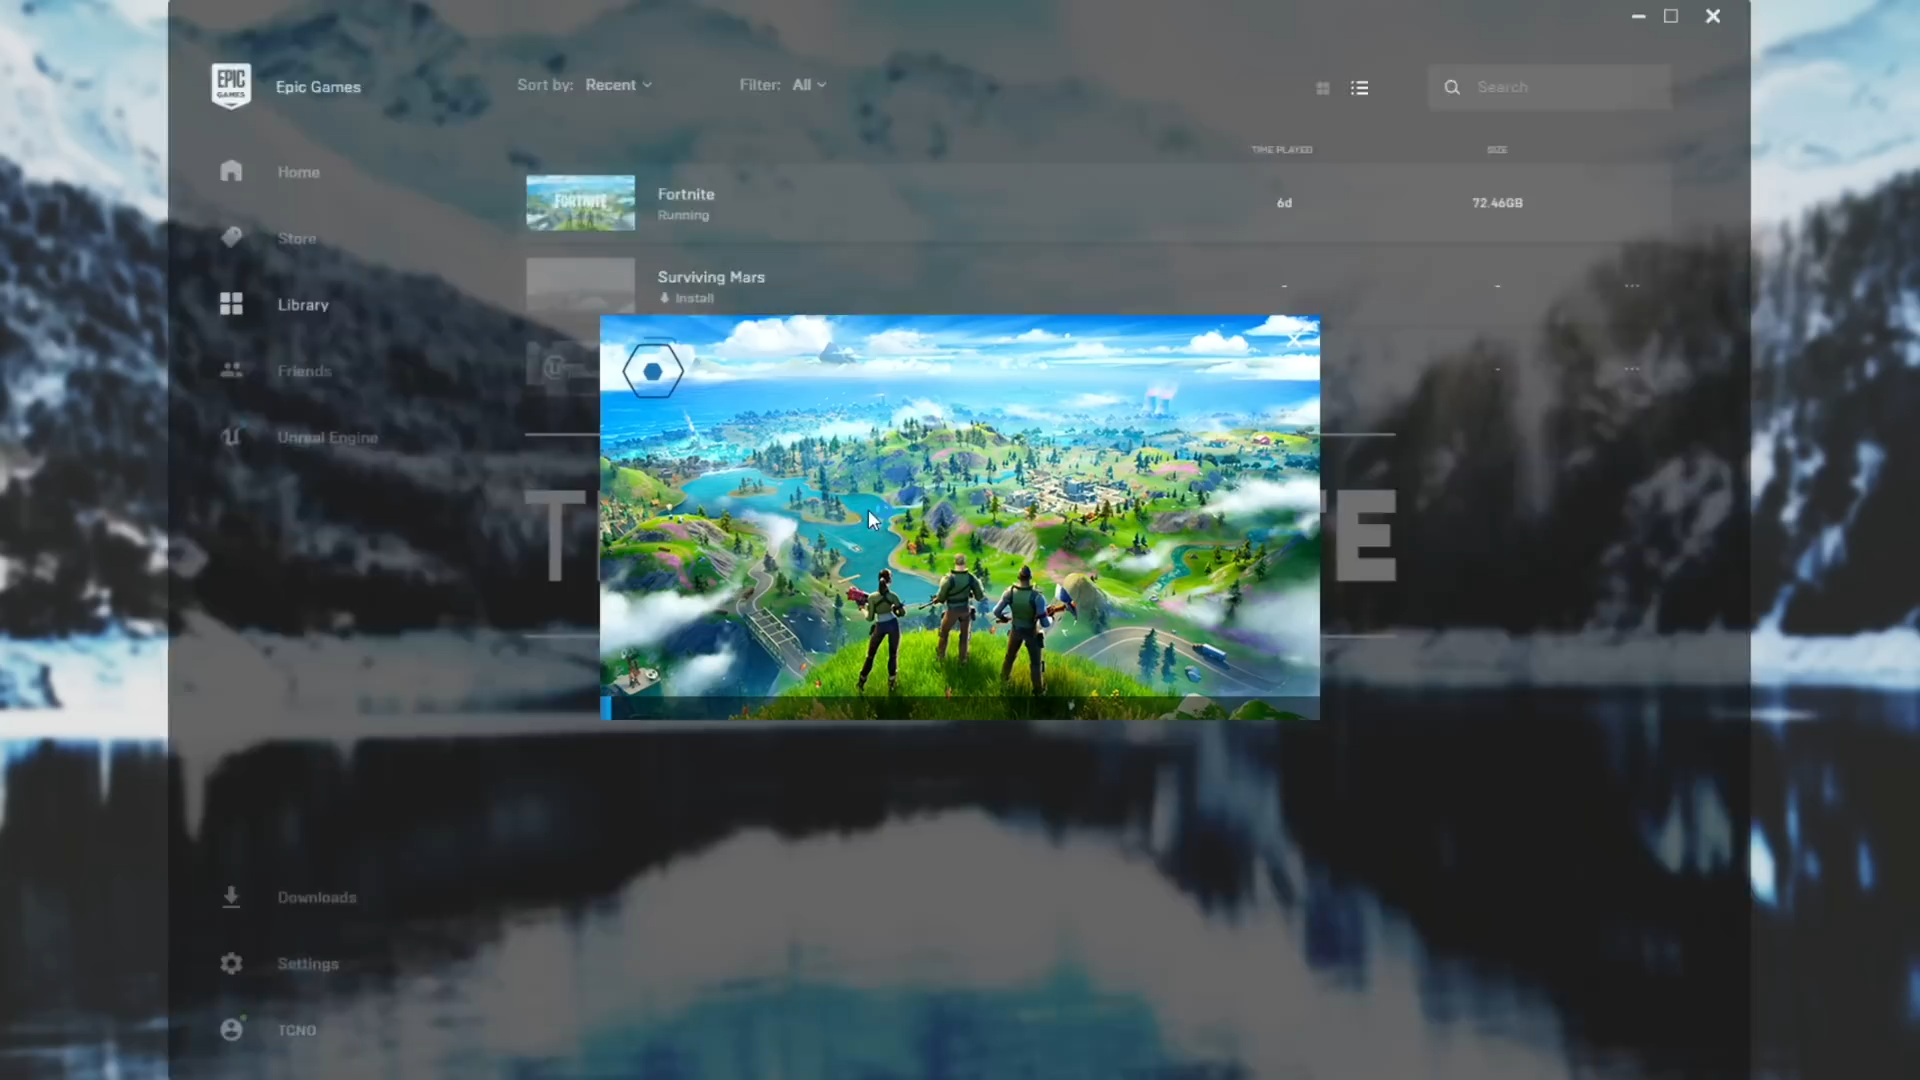 EPIC
GAMES
Epic Games
Sort by: Recent
Filter: All
Search
TIME PLAYED
SIZE
Home
Store
Library
Friends
Unreal Engine
FORTNITE
Fortnite
Running
6d
72.46GB
Surviving Mars
Install
-
-
...
-
...
T
E
Downloads
Settings
TCNO